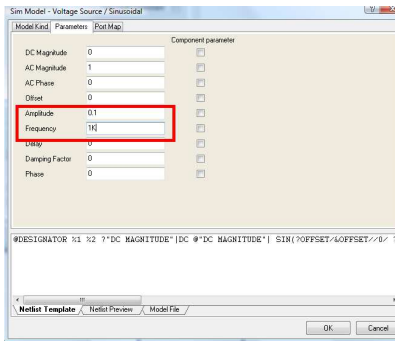 Sim Model - Voltage Source / Sinusoidal
Model Kind Parameters Port Map
Component parameter
DC Magnitude 0
AC Magnitude 1
AC Phase 0
Offset 0
Amplitude 0.1
Frequency 1K
Delay 0
Damping Factor 0
Phase 0
@DESIGNATOR %1 %2 ?"DC MAGNITUDE"|DC @"DC MAGNITUDE"| SIN(?OFFSET/&OFFSET//0/ ?
Netlist Template Netlist Preview Model File
OK Cancel